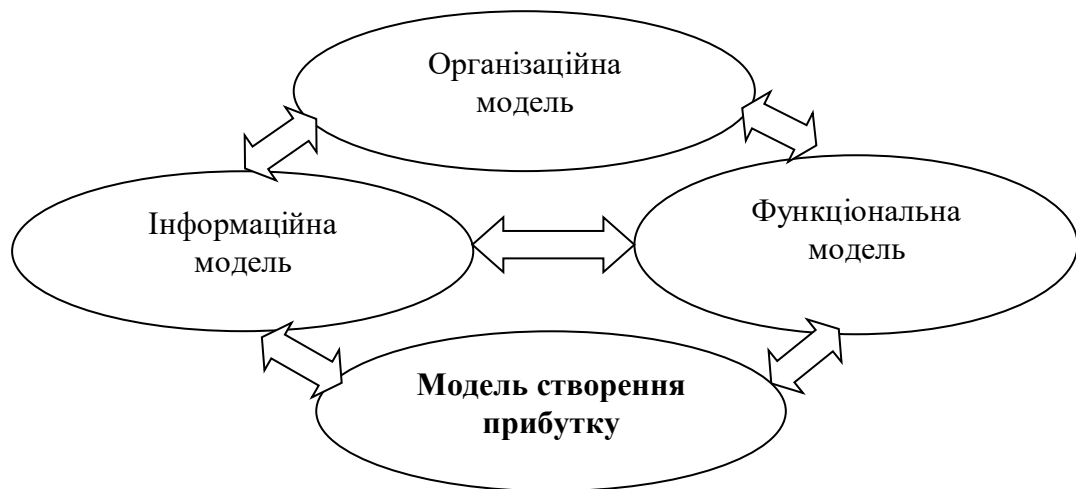 Організаційна
модель
Інформаційна
модель
Функціональна
модель
Модель створення
прибутку